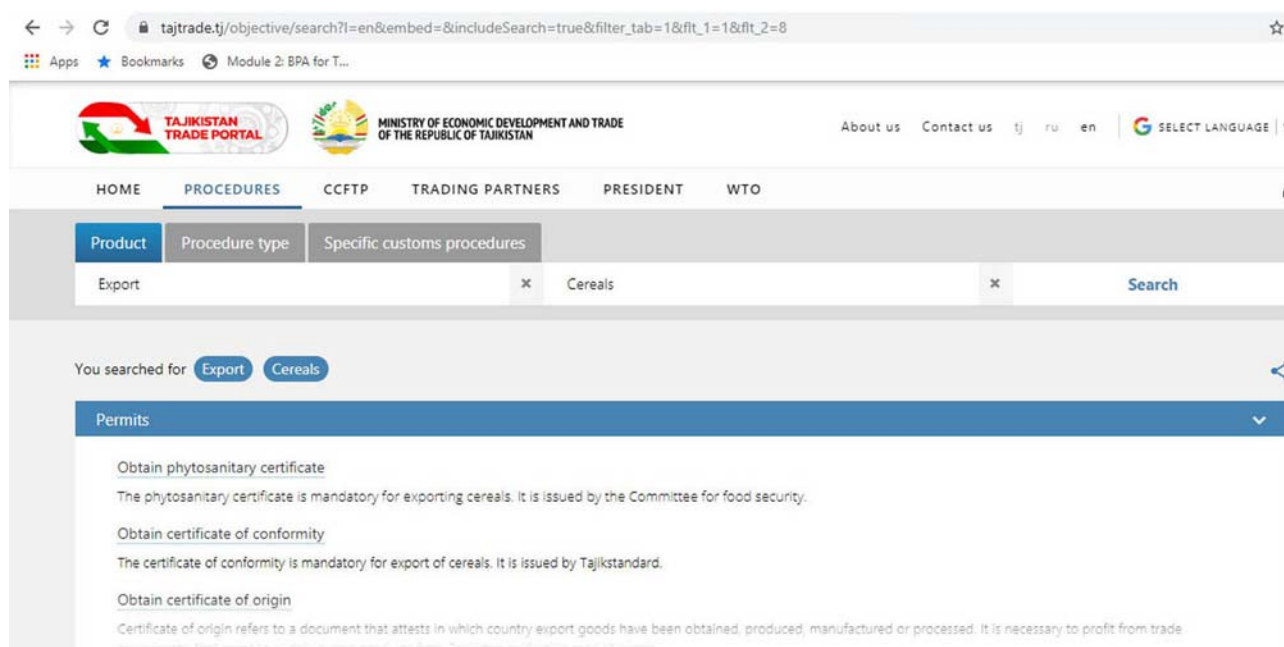 tajtrade.tj/objective/search?l=en&embed=&includeSearch=true&filter_tab=1&flt_1=1&flt_2=8
Apps Bookmarks Module 2: BPA for T...
TAJIKISTAN
TRADE PORTAL
MINISTRY OF ECONOMIC DEVELOPMENT AND TRADE
OF THE REPUBLIC OF TAJIKISTAN
About us Contact us tj ru en G SELECT LANGUAGE
HOME PROCEDURES CCFTP TRADING PARTNERS PRESIDENT WTO
Product Procedure type Specific customs procedures
Export × Cereals × Search
You searched for Export Cereals
Permits
Obtain phytosanitary certificate
The phytosanitary certificate is mandatory for exporting cereals. It is issued by the Committee for food security.
Obtain certificate of conformity
The certificate of conformity is mandatory for export of cereals. It is issued by Tajikstandard.
Obtain certificate of origin
Certificate of origin refers to a document that attests in which country export goods have been obtained, produced, manufactured or processed. It is necessary to profit from trade